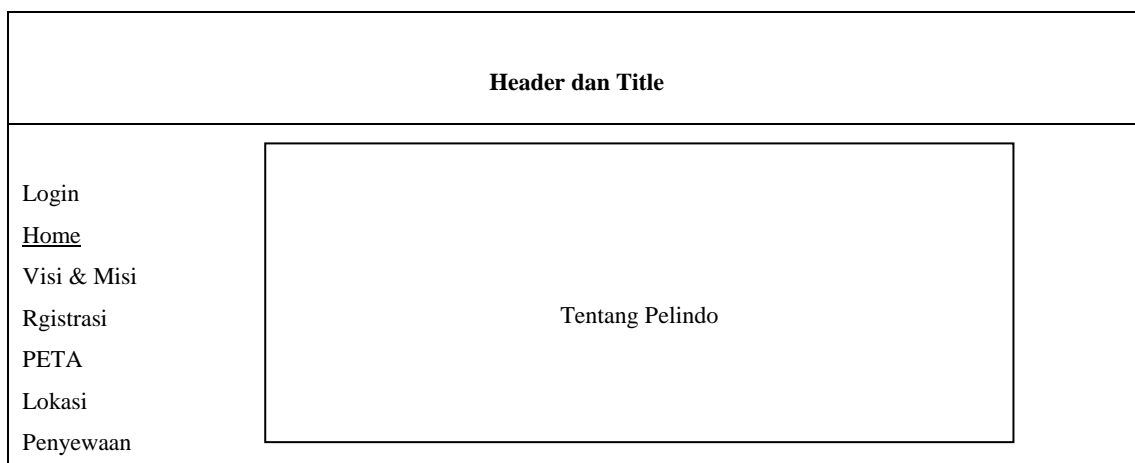 Header dan Title
Login
Home
Visi & Misi
Rgistrasi
PETA
Lokasi
Penyewaan
Tentang Pelindo